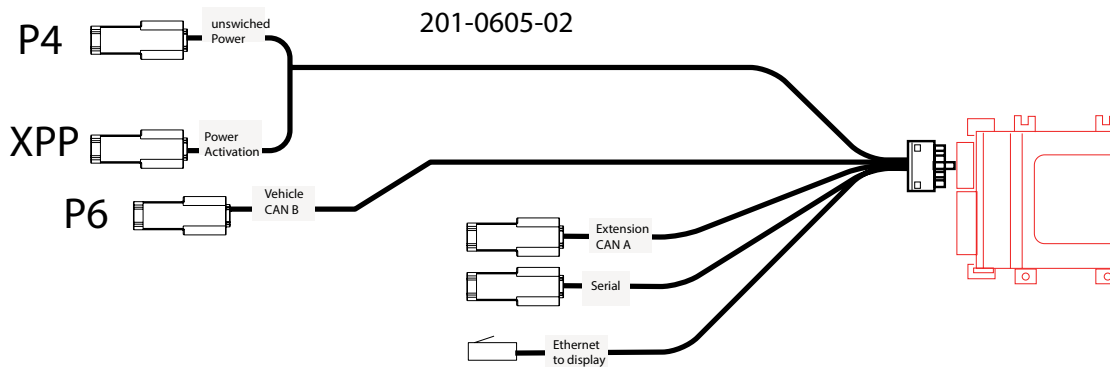 201-0605-02
P4
unswiched
Power
XPP
Power
Activation
P6
Vehicle
CAN B
Extension
CAN A
Serial
Ethernet
to display